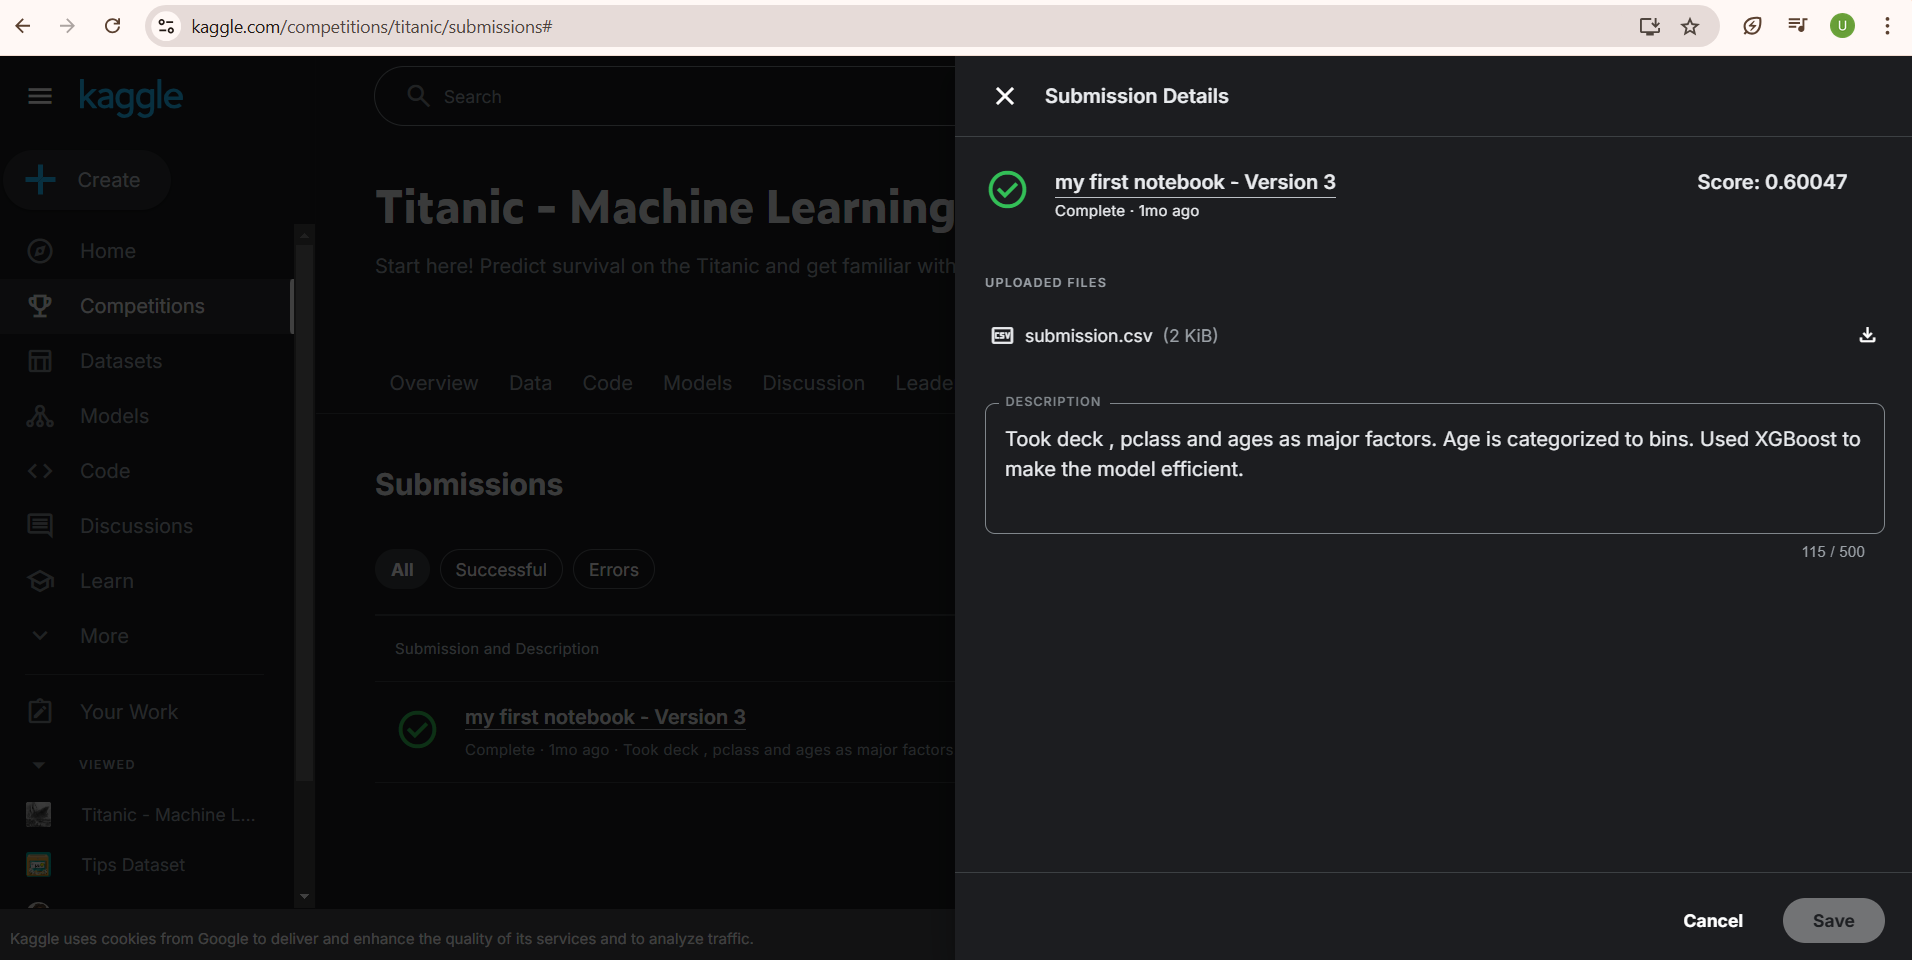 kaggle.com/competitions/titanic/submissions#
U
kaggle
Search
Create
Home
Competitions
Datasets
Models
Code
Discussions
Learn
More
Your Work
VIEWED
Titanic - Machine L...
Tips Dataset
Titanic - Machine Learning
Start here! Predict survival on the Titanic and get familiar with
Overview Data Code Models Discussion Leade
Submissions
All Successful Errors
Submission and Description
my first notebook - Version 3
Complete · 1mo ago · Took deck , pclass and ages as major factors
Kaggle uses cookies from Google to deliver and enhance the quality of its services and to analyze traffic.
Submission Details
my first notebook - Version 3
Score: 0.60047
Complete · 1mo ago
UPLOADED FILES
CSV submission.csv (2 KiB)
DESCRIPTION
Took deck , pclass and ages as major factors. Age is categorized to bins. Used XGBoost to
make the model efficient.
115 / 500
Cancel Save